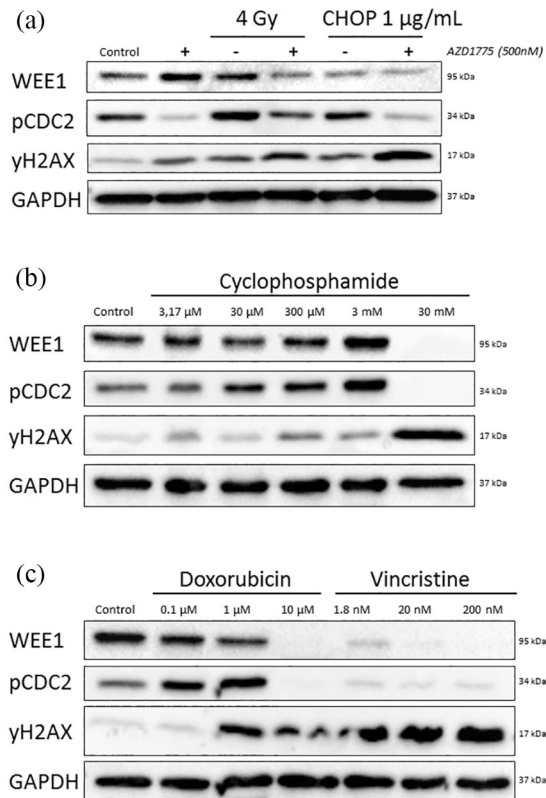 (a)
4 Gy CHOP 1 µg/mL
Control + - + - + AZD1775 (500nM)
WEE1 95 kDa
pCDC2 34 kDa
yH2AX 17 kDa
GAPDH 37 kDa
(b)
Cyclophosphamide
Control 3,17 µM 30 µM 300 µM 3 mM 30 mM
WEE1 95 kDa
pCDC2 34 kDa
yH2AX 17 kDa
GAPDH 37 kDa
(c)
Doxorubicin Vincristine
Control 0.1 µM 1 µM 10 µM 1.8 nM 20 nM 200 nM
WEE1 95 kDa
pCDC2 34 kDa
yH2AX 17 kDa
GAPDH 37 kDa